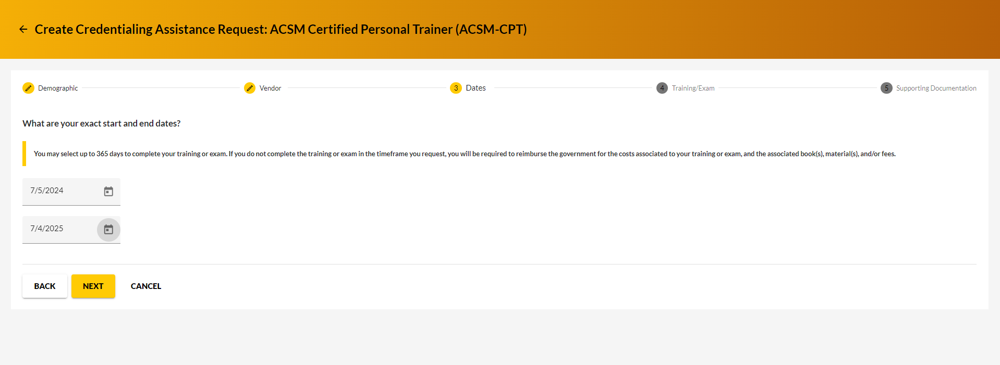 Create Credentialing Assistance Request: ACSM Certified Personal Trainer (ACSM-CPT)
Demographic
Vendor
3 Dates
4 Training/Exam
5 Supporting Documentation
What are your exact start and end dates?
You may select up to 365 days to complete your training or exam. If you do not complete the training or exam in the timeframe you request, you will be required to reimburse the government for the costs associated to your training or exam, and the associated book(s), material(s), and/or fees.
7/5/2024
7/4/2025
BACK NEXT CANCEL